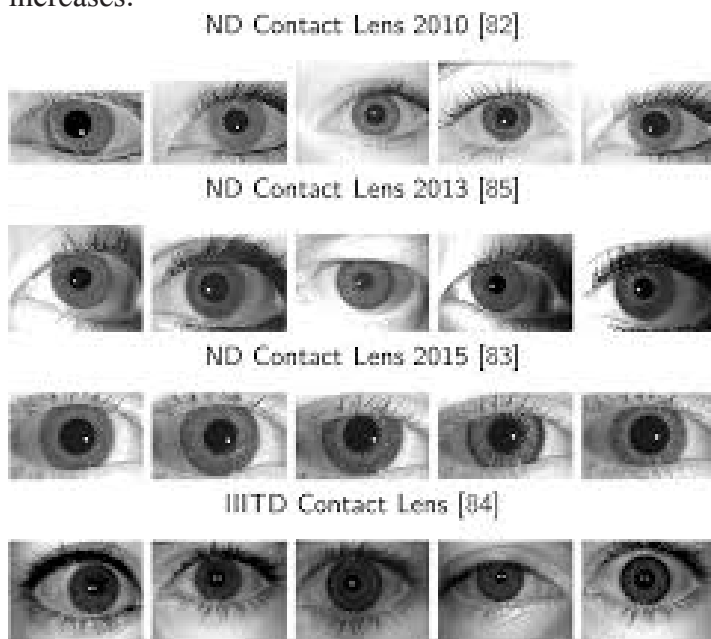 increases.
ND Contact Lens 2010 [82]
ND Contact Lens 2013 [85]
ND Contact Lens 2015 [83]
IIITD Contact Lens [84]